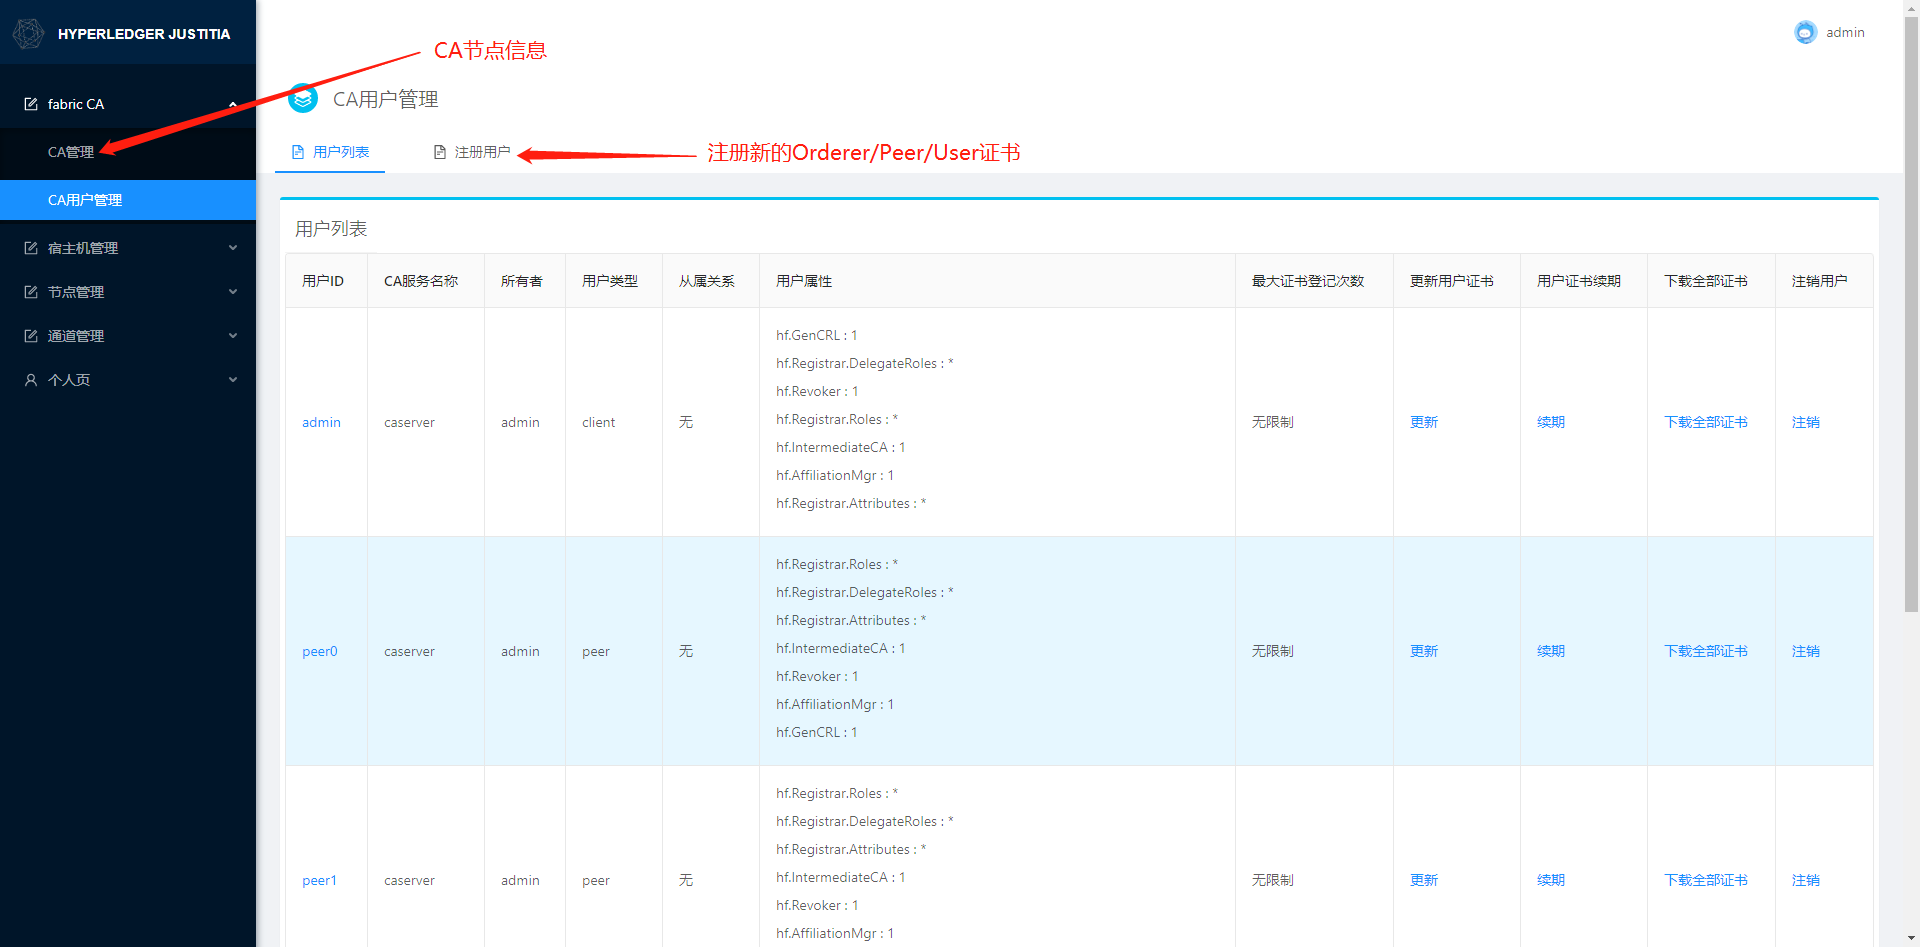 HYPERLEDGER JUSTITIA
admin
CA节点信息
fabric CA
CA管理
CA用户管理
宿主机管理
节点管理
通道管理
个人页
CA用户管理
用户列表
注册用户
注册新的Orderer/Peer/User证书
用户列表
用户ID CA服务名称 所有者 用户类型 从属关系 用户属性 最大证书登记次数 更新用户证书 用户证书续期 下载全部证书 注销用户
hf.GenCRL : 1
hf.Registrar.DelegateRoles : *
hf.Revoker : 1
hf.Registrar.Roles : *
admin caserver admin client 无 无限制 更新 续期 下载全部证书 注销
hf.IntermediateCA : 1
hf.AffiliationMgr : 1
hf.Registrar.Attributes : *
hf.Registrar.Roles : *
hf.Registrar.DelegateRoles : *
hf.Registrar.Attributes : *
hf.IntermediateCA : 1
peer0 caserver admin peer 无 无限制 更新 续期 下载全部证书 注销
hf.Revoker : 1
hf.AffiliationMgr : 1
hf.GenCRL : 1
hf.Registrar.Roles : *
hf.Registrar.DelegateRoles : *
hf.Registrar.Attributes : *
hf.IntermediateCA : 1
peer1 caserver admin peer 无 无限制 更新 续期 下载全部证书 注销
hf.Revoker : 1
hf.AffiliationMgr : 1